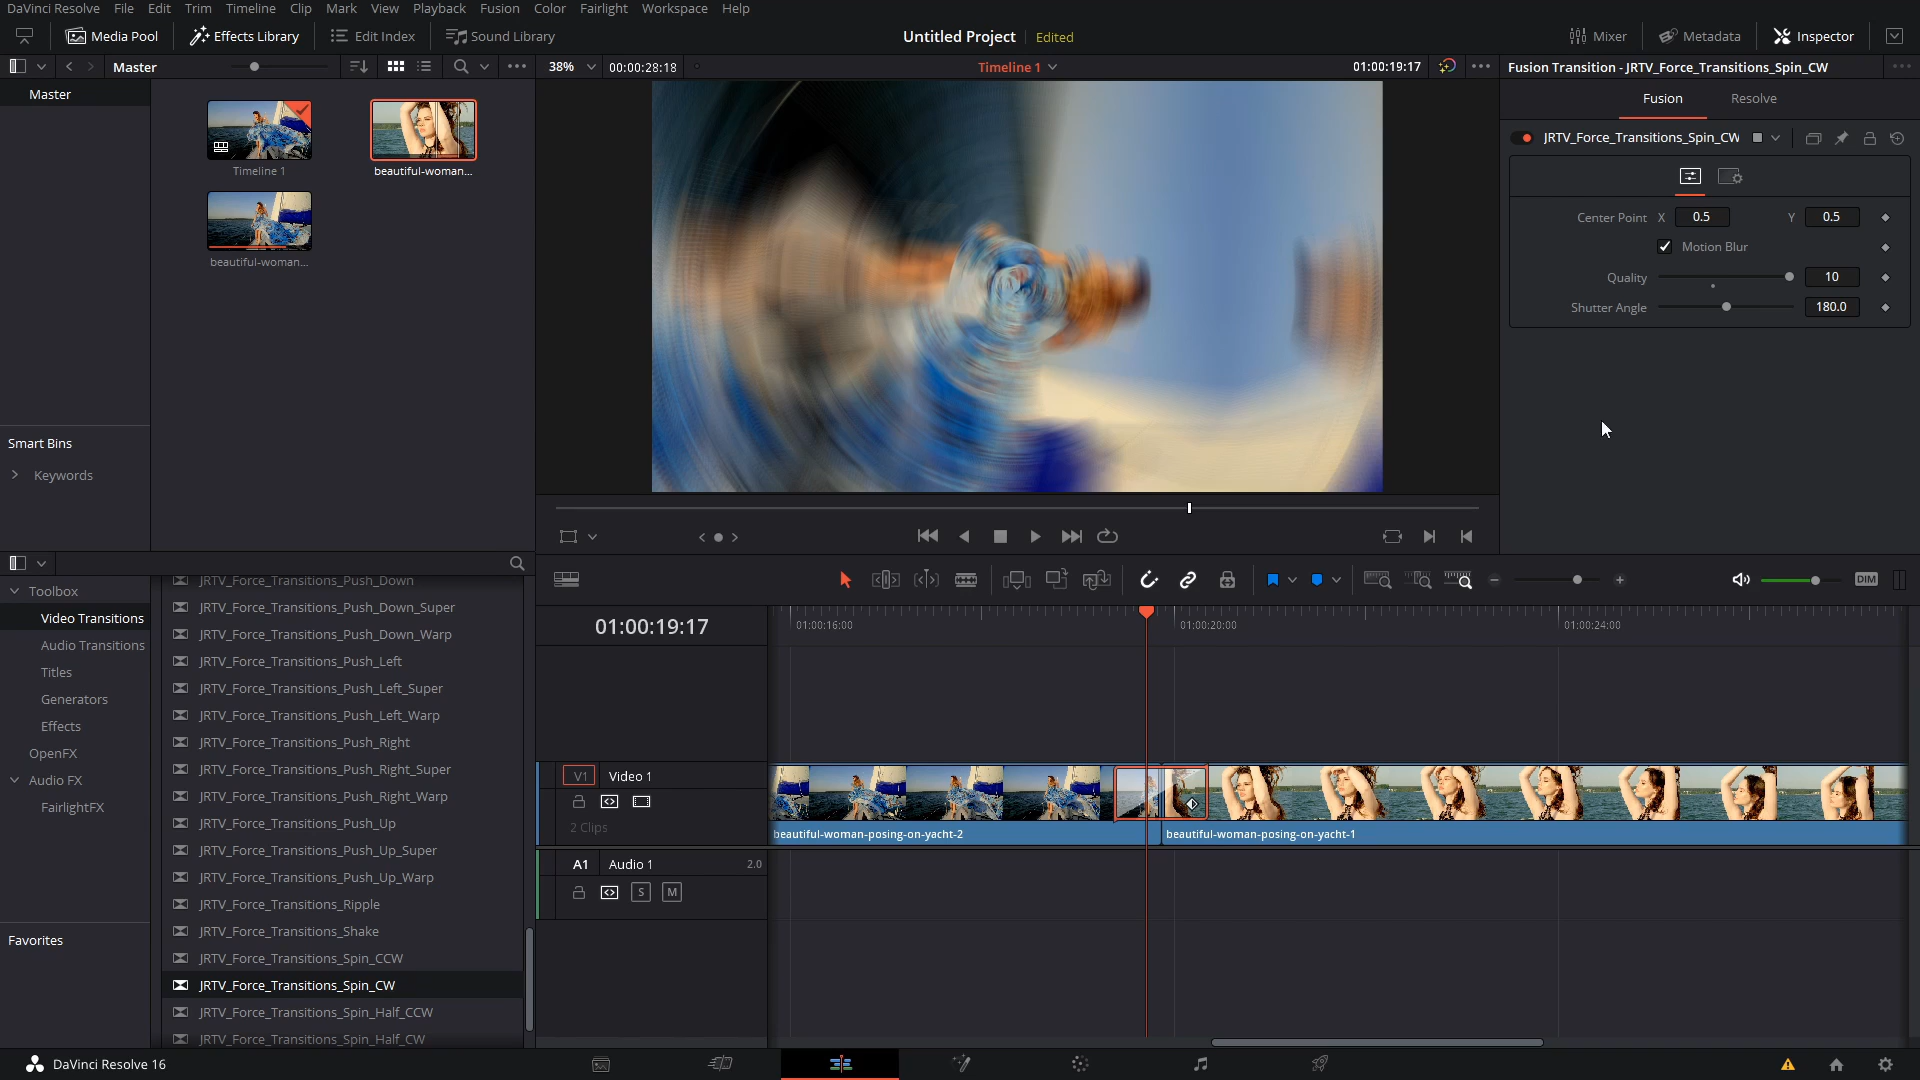 DaVinci Resolve File Edit Trim Timeline Clip Mark View Playback Fusion Color Fairlight Workspace Help
Media Pool Effects Library Edit Index Sound Library Untitled Project Edited Mixer Metadata Inspector
Master 38% 00:00:28:18 Timeline 1 01:00:19:17 Fusion Transition - JRTV_Force_Transitions_Spin_CW
Master
Timeline 1
beautiful-woman...
beautiful-woman...
Fusion Resolve
JRTV_Force_Transitions_Spin_CW
Center Point X 0.5 Y 0.5
Motion Blur
Quality 10
Shutter Angle 180.0
Smart Bins
Keywords
Toolbox
Video Transitions
Audio Transitions
Titles
Generators
Effects
OpenFX
Audio FX
FairlightFX
Favorites
JRTV_Force_Transitions_Push_Down
JRTV_Force_Transitions_Push_Down_Super
JRTV_Force_Transitions_Push_Down_Warp
JRTV_Force_Transitions_Push_Left
JRTV_Force_Transitions_Push_Left_Super
JRTV_Force_Transitions_Push_Left_Warp
JRTV_Force_Transitions_Push_Right
JRTV_Force_Transitions_Push_Right_Super
JRTV_Force_Transitions_Push_Right_Warp
JRTV_Force_Transitions_Push_Up
JRTV_Force_Transitions_Push_Up_Super
JRTV_Force_Transitions_Push_Up_Warp
JRTV_Force_Transitions_Ripple
JRTV_Force_Transitions_Shake
JRTV_Force_Transitions_Spin_CCW
JRTV_Force_Transitions_Spin_CW
JRTV_Force_Transitions_Spin_Half_CCW
JRTV_Force_Transitions_Spin_Half_CW
DIM
01:00:19:17
01:00:16:00 01:00:20:00 01:00:24:00
V1 Video 1
2 Clips
beautiful-woman-posing-on-yacht-2 beautiful-woman-posing-on-yacht-1
A1 Audio 1 2.0
S M
DaVinci Resolve 16